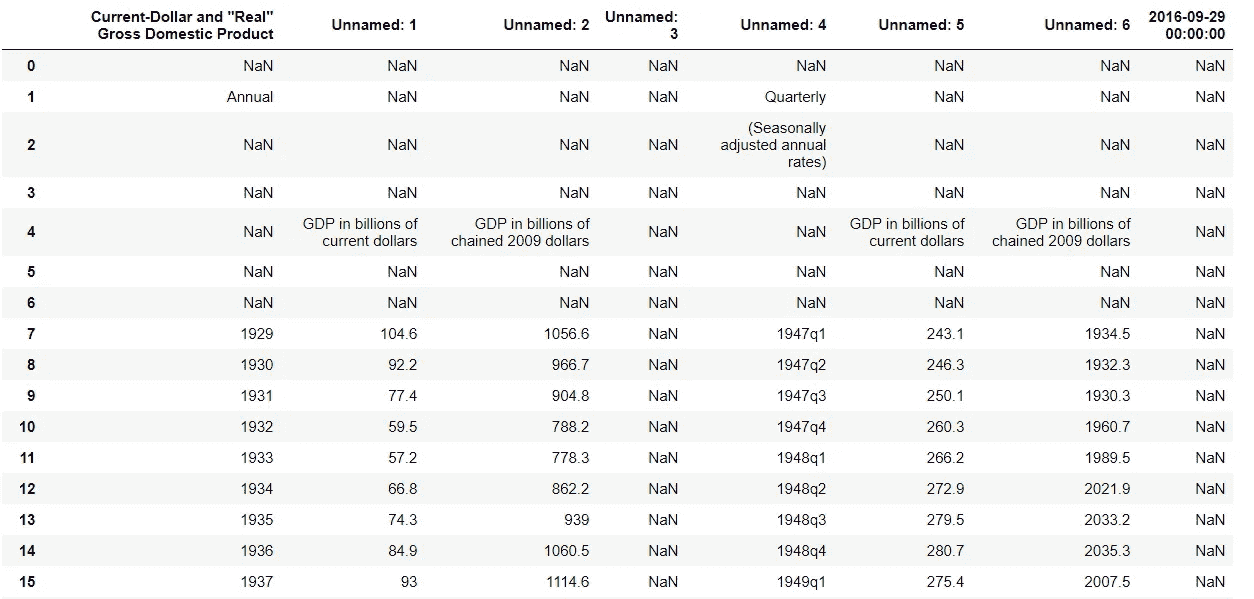 Current-Dollar and "Real" Gross Domestic Product Unnamed: 1 Unnamed: 2 Unnamed: 3 Unnamed: 4 Unnamed: 5 Unnamed: 6 2016-09-29 00:00:00
0 NaN NaN NaN NaN NaN NaN NaN NaN
1 Annual NaN NaN NaN Quarterly NaN NaN NaN
2 NaN NaN NaN NaN (Seasonally adjusted annual rates) NaN NaN NaN
3 NaN NaN NaN NaN NaN NaN NaN NaN
4 NaN GDP in billions of current dollars GDP in billions of chained 2009 dollars NaN NaN GDP in billions of current dollars GDP in billions of chained 2009 dollars NaN
5 NaN NaN NaN NaN NaN NaN NaN NaN
6 NaN NaN NaN NaN NaN NaN NaN NaN
7 1929 104.6 1056.6 NaN 1947q1 243.1 1934.5 NaN
8 1930 92.2 966.7 NaN 1947q2 246.3 1932.3 NaN
9 1931 77.4 904.8 NaN 1947q3 250.1 1930.3 NaN
10 1932 59.5 788.2 NaN 1947q4 260.3 1960.7 NaN
11 1933 57.2 778.3 NaN 1948q1 266.2 1989.5 NaN
12 1934 66.8 862.2 NaN 1948q2 272.9 2021.9 NaN
13 1935 74.3 939 NaN 1948q3 279.5 2033.2 NaN
14 1936 84.9 1060.5 NaN 1948q4 280.7 2035.3 NaN
15 1937 93 1114.6 NaN 1949q1 275.4 2007.5 NaN